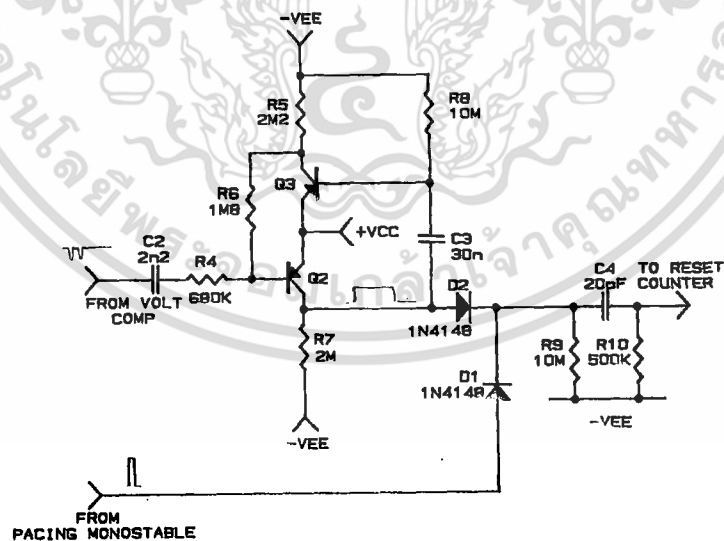 -VEE
R5
2M2
R8
10M
Q3
R6
1M8
+VCC
C3
30n
C2
2n2
R4
680K
Q2
FROM VOLT
COMP
D2
1N4148
C4
20pF
TO RESET
COUNTER
R7
2M
R9
10M
R10
500K
D1
1N4148
-VEE
-VEE
FROM
PACING MONOSTABLE